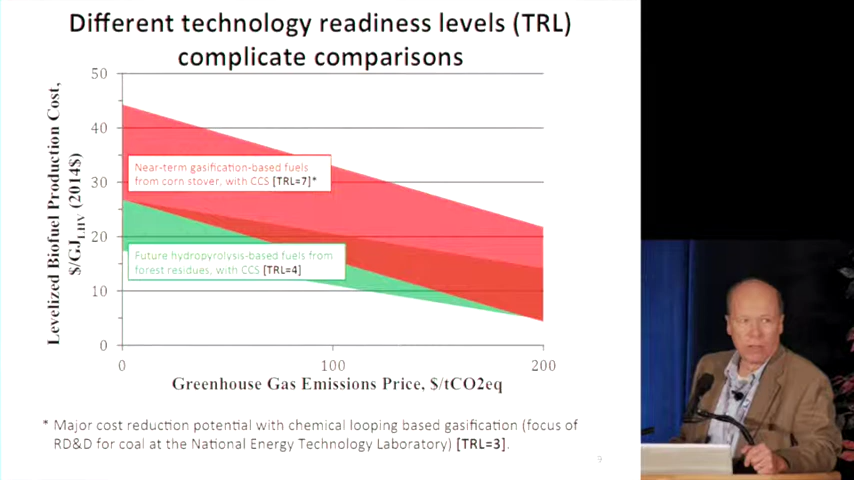 Different technology readiness levels (TRL)
complicate comparisons
Levelized Biofuel Production Cost,
$/GJLHV (2014$)
50
40
30
20
10
0
Near-term gasification-based fuels
from corn stover, with CCS [TRL=7]*
Future hydropyrolysis-based fuels from
forest residues, with CCS [TRL=4]
0
100
200
Greenhouse Gas Emissions Price, $/tCO2eq
* Major cost reduction potential with chemical looping based gasification (focus of
RD&D for coal at the National Energy Technology Laboratory) [TRL=3].
9